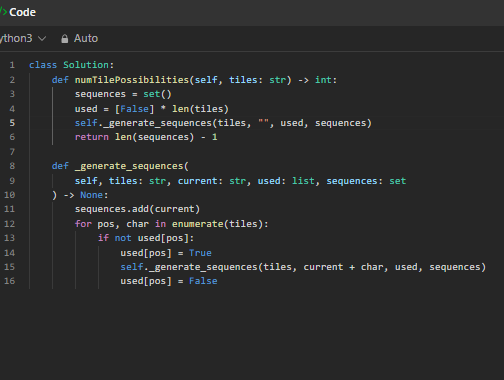 Code
Auto
1 class Solution:
2 def numTilePossibilities(self, tiles: str) -> int:
3 sequences = set()
4 used = [False] * len(tiles)
5 self._generate_sequences(tiles, "", used, sequences)
6 return len(sequences) - 1
7
8 def _generate_sequences(
9 self, tiles: str, current: str, used: list, sequences: set
10 ) -> None:
11 sequences.add(current)
12 for pos, char in enumerate(tiles):
13 if not used[pos]:
14 used[pos] = True
15 self._generate_sequences(tiles, current + char, used, sequences)
16 used[pos] = False